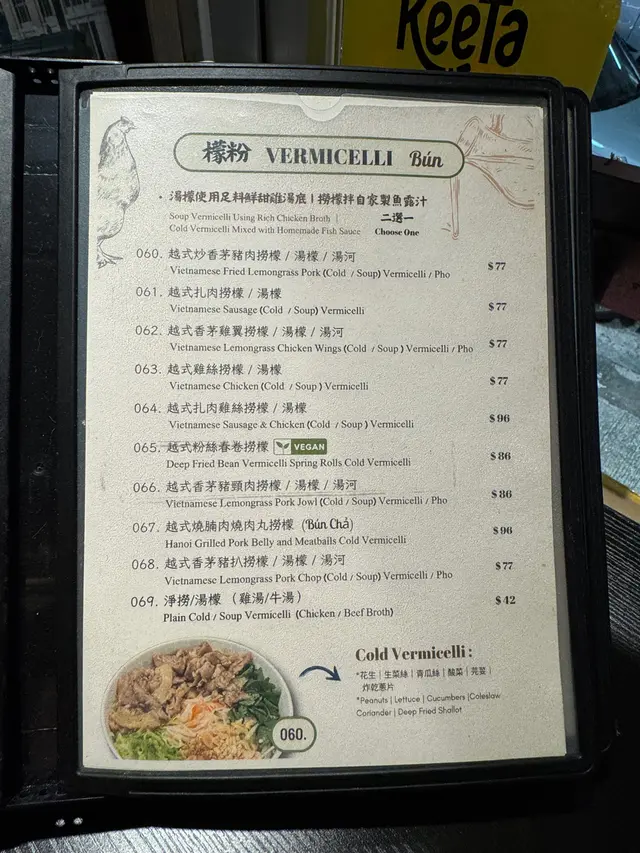 KeeTa
檬粉 VERMICELLI Bún
• 湯檬使用足料鮮甜雞湯底 | 撈檬拌自家製魚露汁
Soup Vermicelli Using Rich Chicken Broth |
Cold Vermicelli Mixed with Homemade Fish Sauce
二選一
Choose One
060. 越式炒香茅豬肉撈檬 / 湯檬 / 湯河
Vietnamese Fried Lemongrass Pork (Cold / Soup) Vermicelli / Pho $77
061. 越式扎肉撈檬 / 湯檬
Vietnamese Sausage (Cold / Soup) Vermicelli $77
062. 越式香茅雞翼撈檬 / 湯檬 / 湯河
Vietnamese Lemongrass Chicken Wings (Cold / Soup) Vermicelli / Pho $77
063. 越式雞絲撈檬 / 湯檬
Vietnamese Chicken (Cold / Soup) Vermicelli $77
064. 越式扎肉雞絲撈檬 / 湯檬
Vietnamese Sausage & Chicken (Cold / Soup) Vermicelli $96
065. 越式粉絲春卷撈檬 VEGAN
Deep Fried Bean Vermicelli Spring Rolls Cold Vermicelli $86
066. 越式香茅豬頸肉撈檬 / 湯檬 / 湯河
Vietnamese Lemongrass Pork Jowl (Cold / Soup) Vermicelli / Pho $86
067. 越式燒腩肉燒肉丸撈檬 (Bún Chả)
Hanoi Grilled Pork Belly and Meatballs Cold Vermicelli $96
068. 越式香茅豬扒撈檬 / 湯檬 / 湯河
Vietnamese Lemongrass Pork Chop (Cold / Soup) Vermicelli / Pho $77
069. 淨撈/湯檬 (雞湯/牛湯)
Plain Cold / Soup Vermicelli (Chicken / Beef Broth) $42
Cold Vermicelli :
*花生 | 生菜絲 | 青瓜絲 | 酸菜 | 芫荽 |
炸乾蔥片
*Peanuts | Lettuce | Cucumbers |Coleslaw
Coriander | Deep Fried Shallot
060.